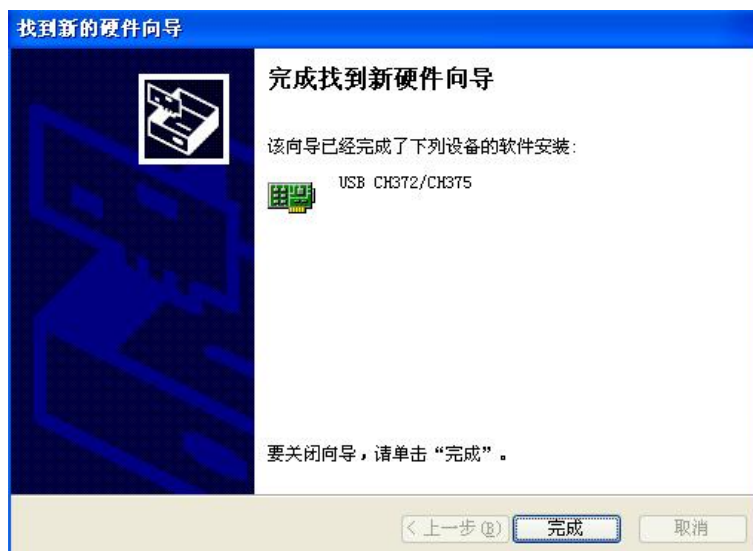 找到新的硬件向导
完成找到新硬件向导
该向导已经完成了下列设备的软件安装:
USB CH372/CH375
要关闭向导，请单击“完成”。
< 上一步(B)
完成
取消